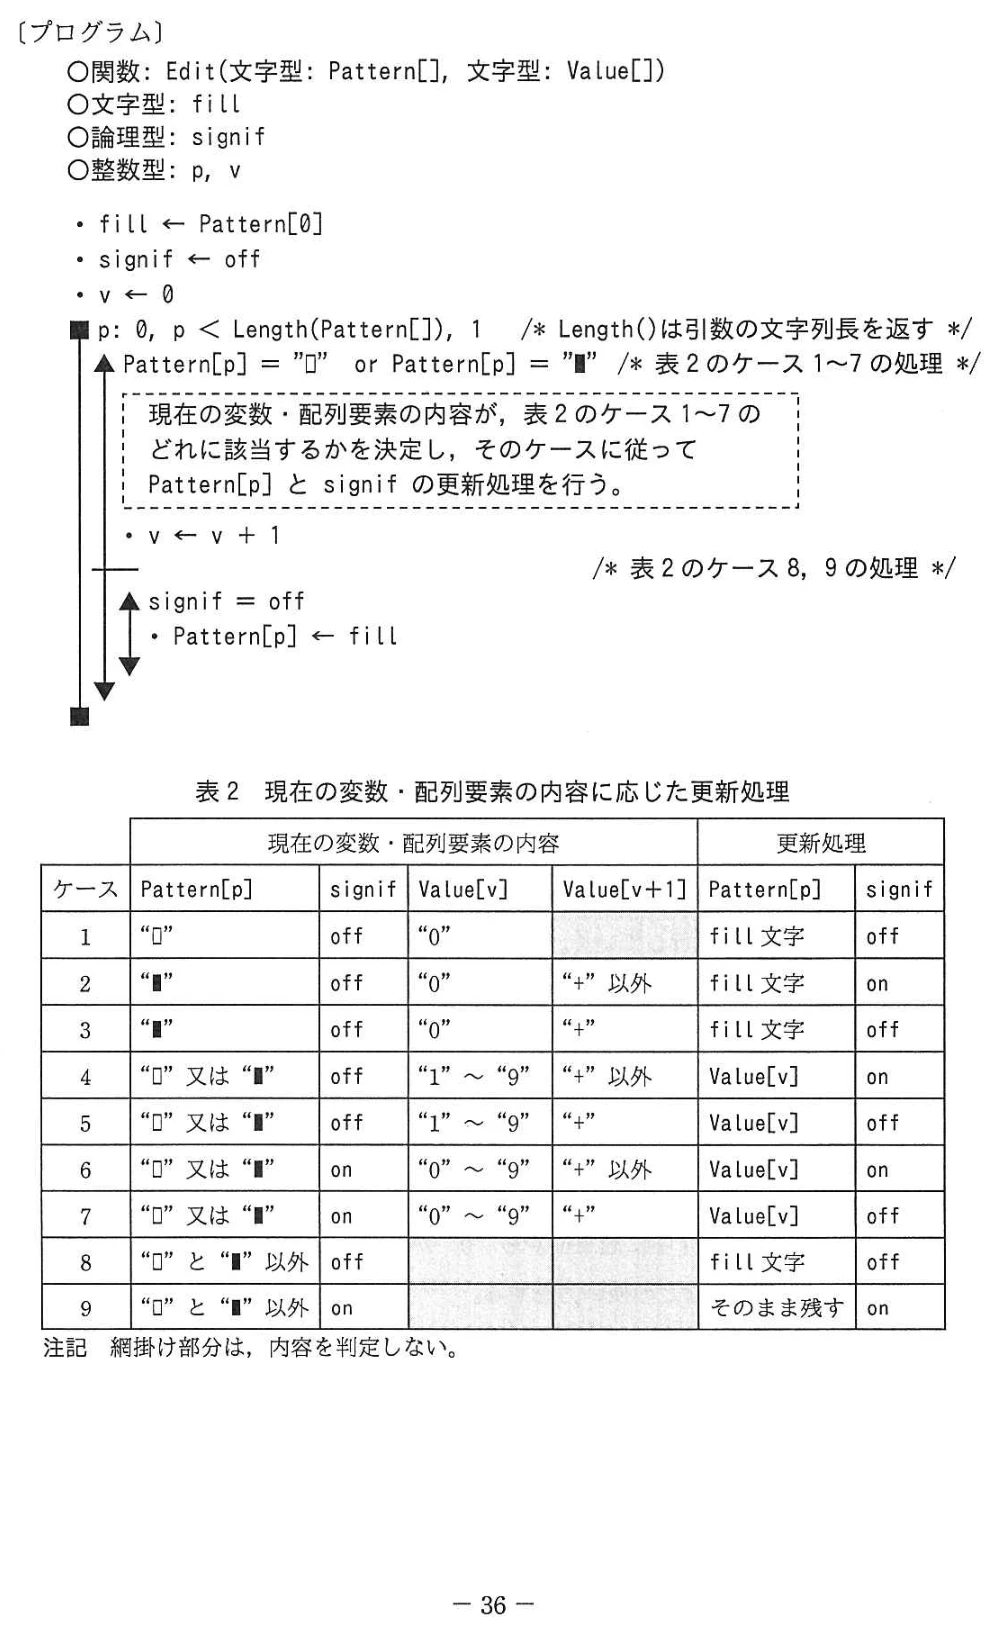 〔プログラム〕
○関数: Edit(文字型: Pattern[], 文字型: Value[])
○文字型: fill
○論理型: signif
○整数型: p, v
・ fill ← Pattern[0]
・ signif ← off
・ v ← 0
■ p: 0, p < Length(Pattern[]), 1 /* Length()は引数の文字列長を返す */
▲ Pattern[p] = ”▯” or Pattern[p] = ”▮” /* 表2のケース1～7の処理 */
現在の変数・配列要素の内容が，表2のケース1～7の
どれに該当するかを決定し，そのケースに従って
Pattern[p] と signif の更新処理を行う。
・ v ← v + 1
/* 表2のケース8，9の処理 */
▲ signif = off
・ Pattern[p] ← fill
▼
▼
■
表2 現在の変数・配列要素の内容に応じた更新処理
現在の変数・配列要素の内容 更新処理
ケース Pattern[p] signif Value[v] Value[v+1] Pattern[p] signif
1 “▯” off “0” fill文字 off
2 “▮” off “0” “+” 以外 fill文字 on
3 “▮” off “0” “+” fill文字 off
4 “▯” 又は “▮” off “1” ～ “9” “+” 以外 Value[v] on
5 “▯” 又は “▮” off “1” ～ “9” “+” Value[v] off
6 “▯” 又は “▮” on “0” ～ “9” “+” 以外 Value[v] on
7 “▯” 又は “▮” on “0” ～ “9” “+” Value[v] off
8 “▯” と “▮” 以外 off fill文字 off
9 “▯” と “▮” 以外 on そのまま残す on
注記 網掛け部分は，内容を判定しない。
－ 36 －